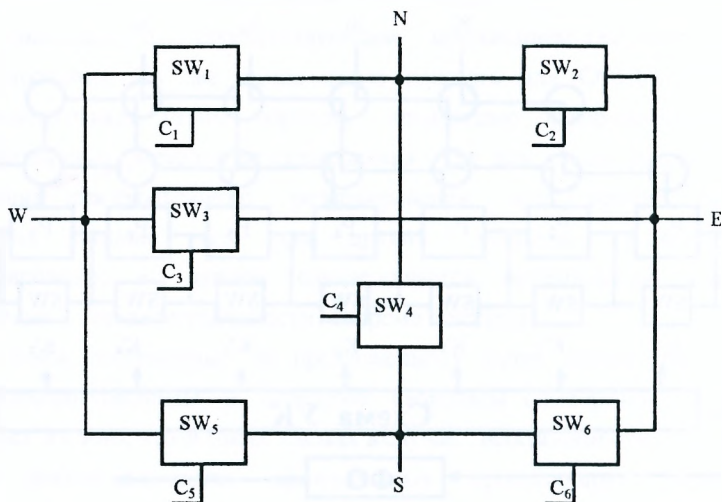 N
SW₁ SW₂
C₁ C₂
W SW₃ E
C₃
C₄ SW₄
SW₅ SW₆
C₅ S C₆